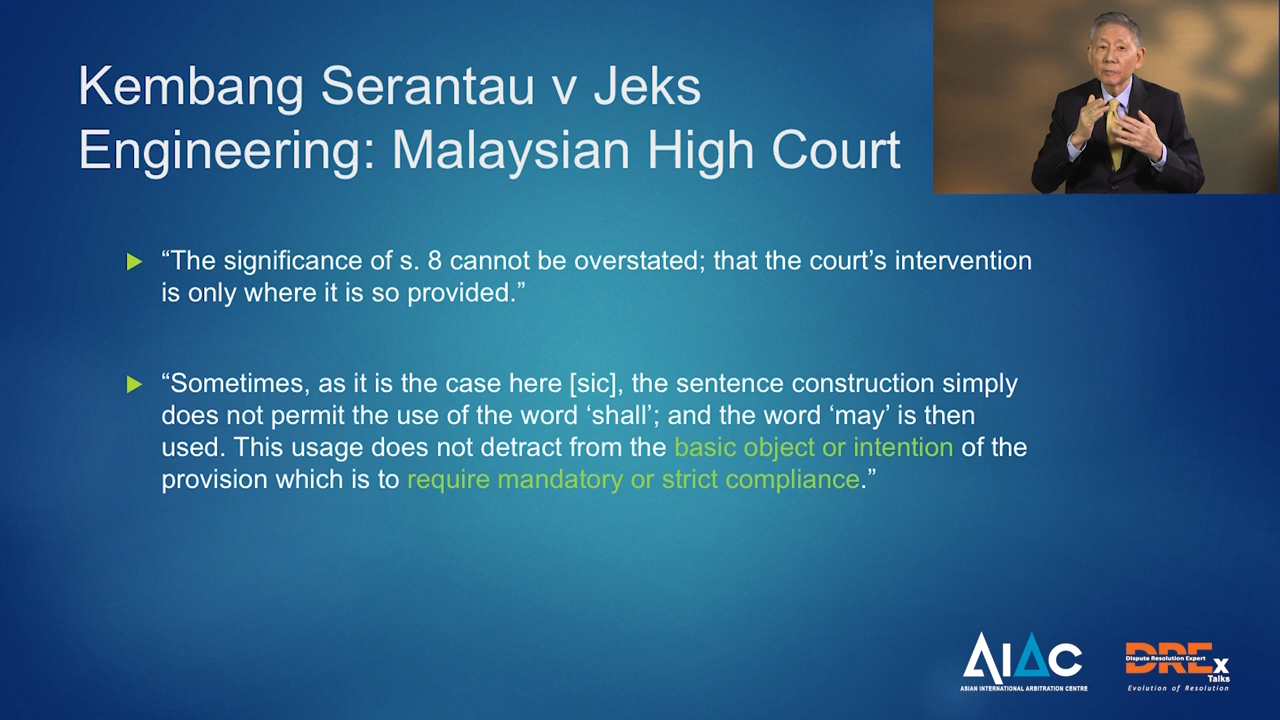 Kembang Serantau v Jeks
Engineering: Malaysian High Court
“The significance of s. 8 cannot be overstated; that the court’s intervention
is only where it is so provided.”
“Sometimes, as it is the case here [sic], the sentence construction simply
does not permit the use of the word ‘shall’; and the word ‘may’ is then
used. This usage does not detract from the basic object or intention of the
provision which is to require mandatory or strict compliance.”
AIAC
ASIAN INTERNATIONAL ARBITRATION CENTRE
DREx
Dispute Resolution Expert
Talks
Evolution of Resolution